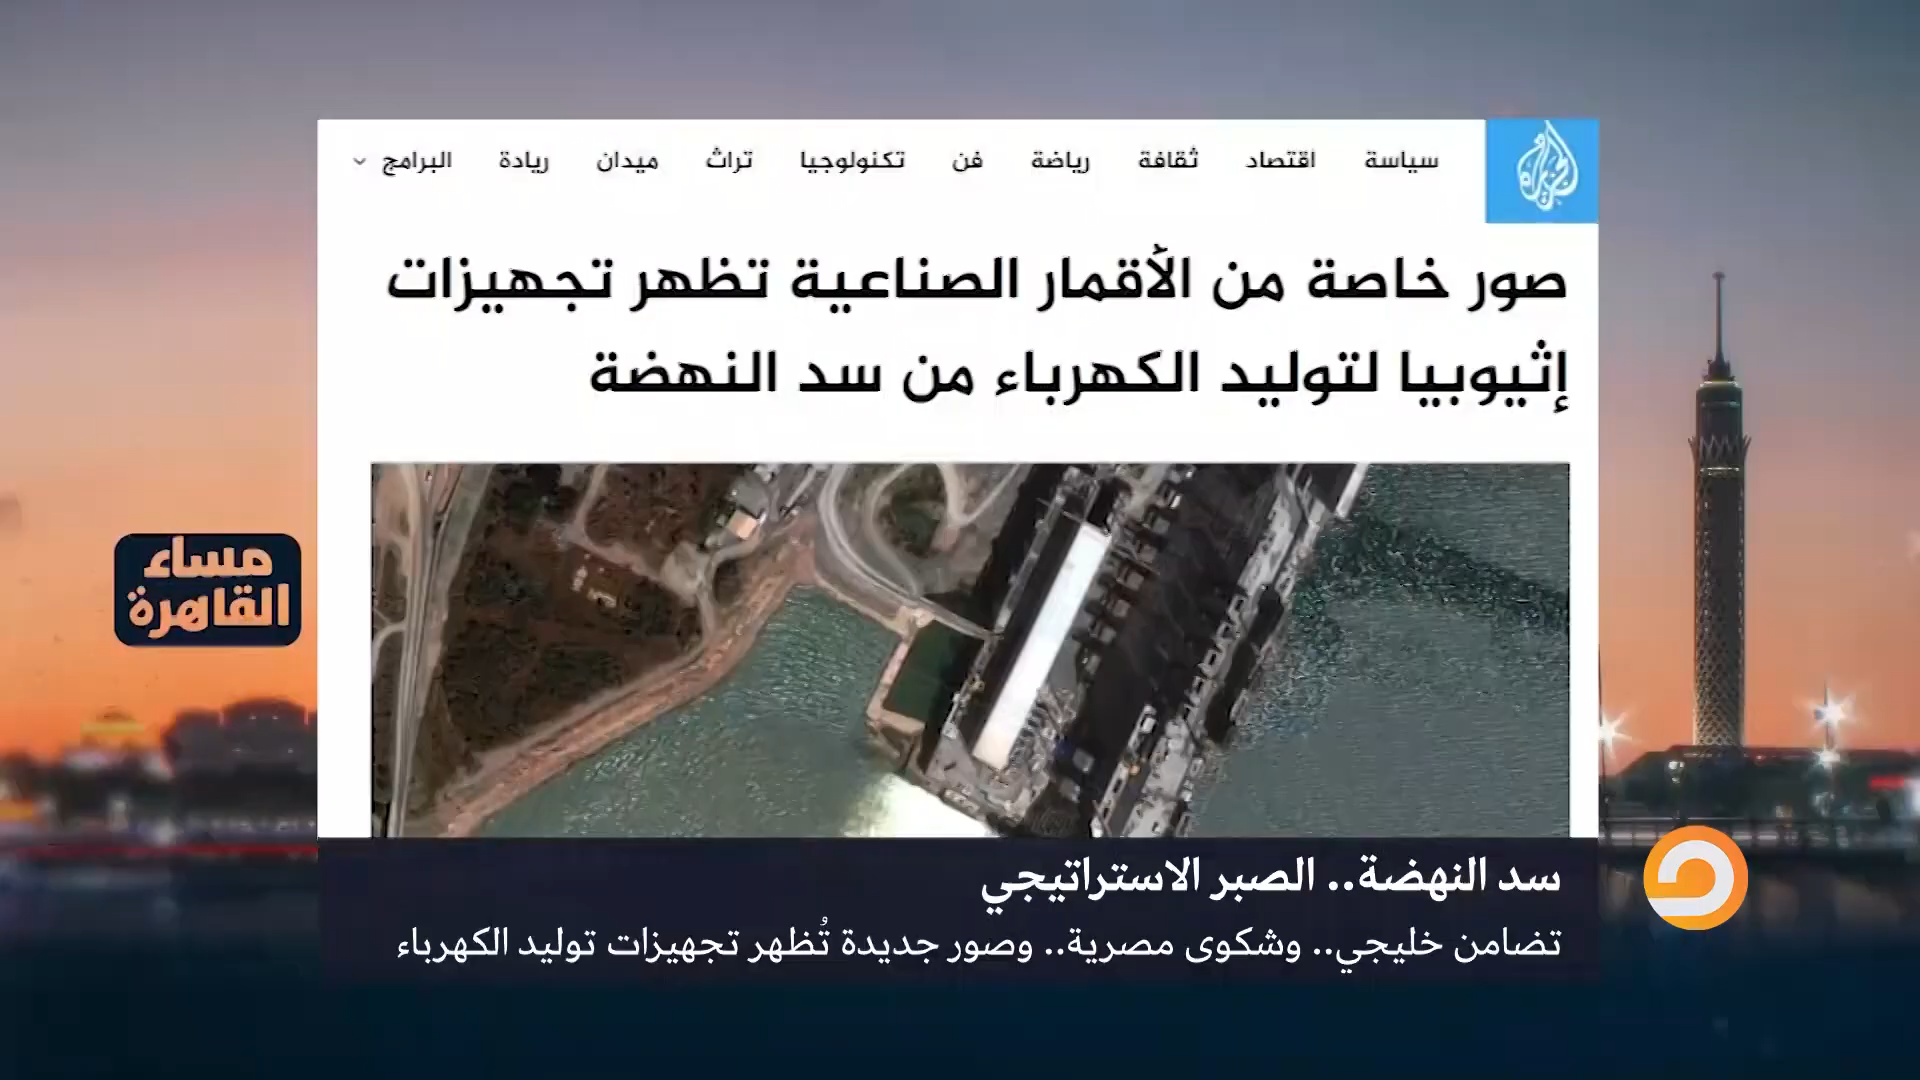 سياسة اقتصاد ثقافة رياضة فن تكنولوجيا تراث ميدان ريادة البرامج
الجزيرة
صور خاصة من الأقمار الصناعية تظهر تجهيزات
إثيوبيا لتوليد الكهرباء من سد النهضة
مساء
القاهرة
سد النهضة.. الصبر الاستراتيجي
تضامن خليجي.. وشكوى مصرية.. وصور جديدة تُظهر تجهيزات توليد الكهرباء